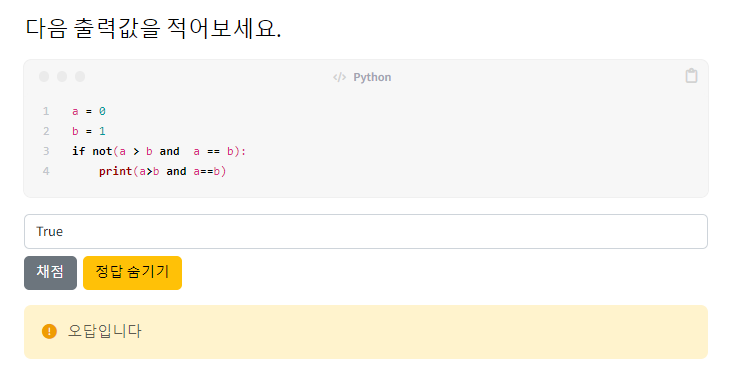 다음 출력값을 적어보세요.
</> Python
1 a = 0
2 b = 1
3 if not(a > b and  a == b):
4     print(a>b and a==b)
True
채점 정답 숨기기
오답입니다